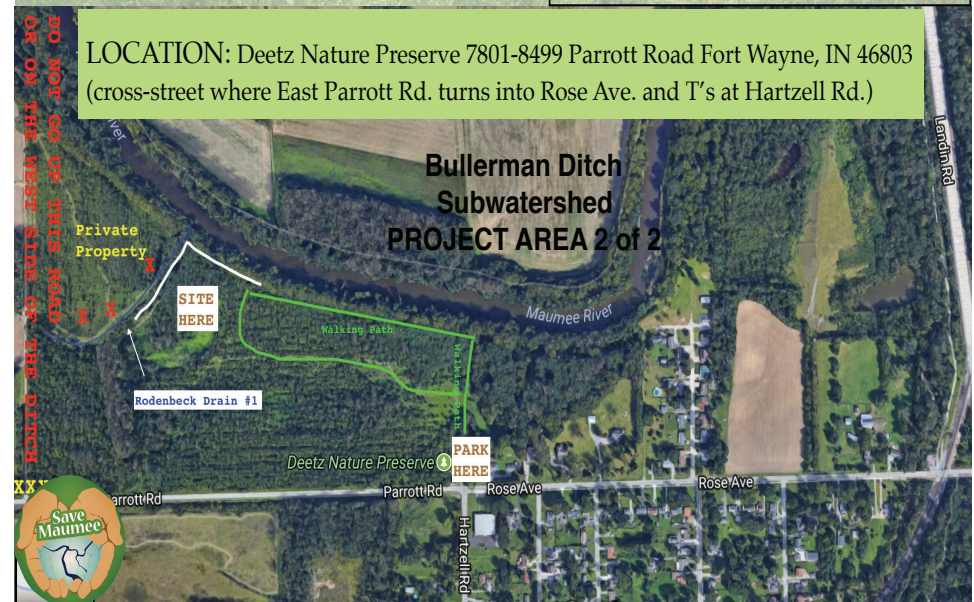 LOCATION: Deetz Nature Preserve 7801-8499 Parrott Road Fort Wayne, IN 46803
(cross-street where East Parrott Rd. turns into Rose Ave. and T's at Hartzell Rd.)
DO NOT GO UP THIS ROAD
OR ON THE WEST SIDE OF THE DITCH
River
Landin Rd
Bullerman Ditch
Subwatershed
PROJECT AREA 2 of 2
Private
Property
X
X
X
SITE
HERE
Maumee River
Walking Path
Walking Path
Rodenbeck Drain #1
Deetz Nature Preserve
PARK
HERE
XX
Parrott Rd
Parrott Rd
Rose Ave
Rose Ave
Hartzell Rd
Save
Maumee